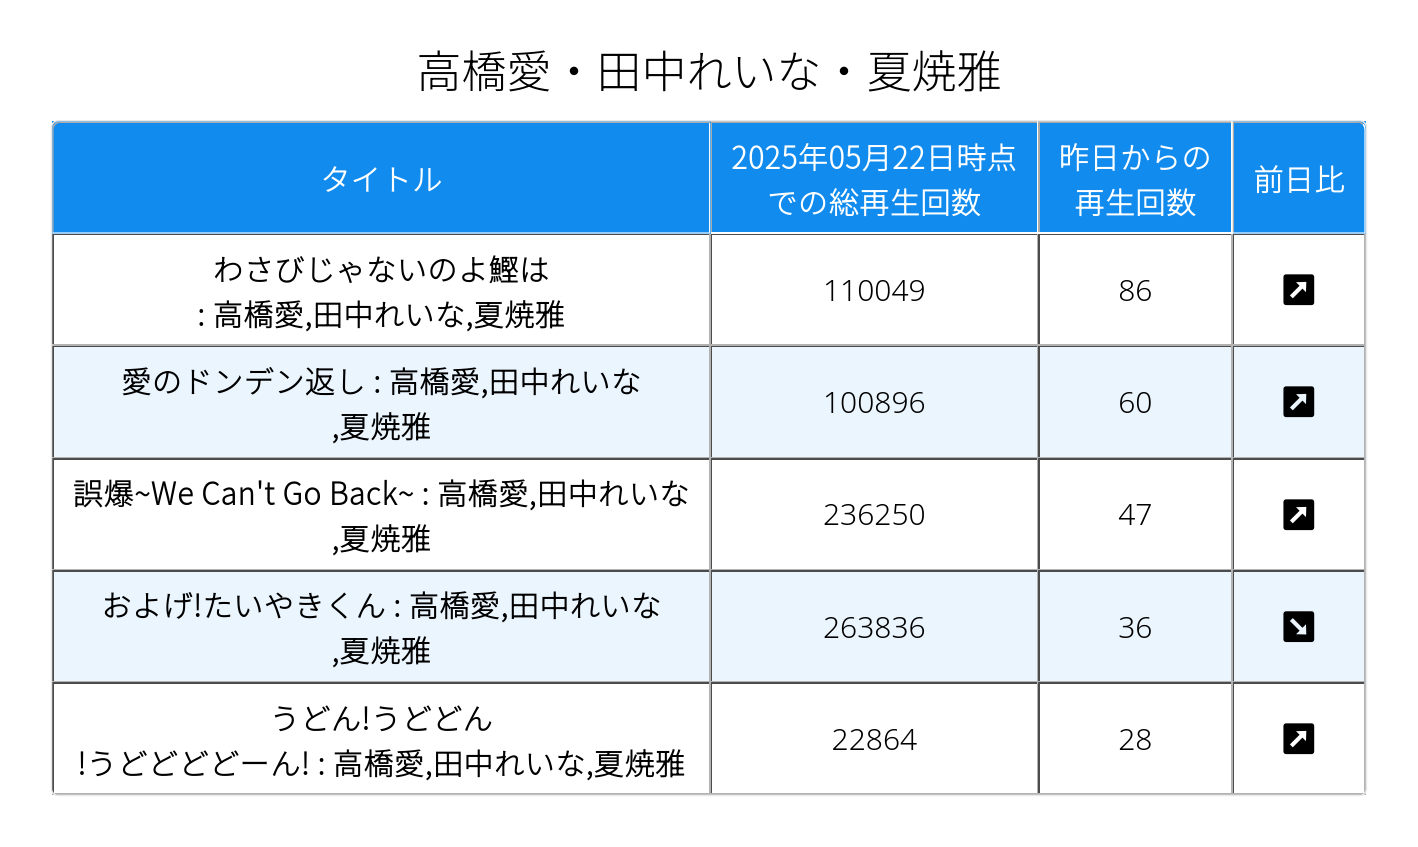 高橋愛・田中れいな・夏焼雅
タイトル
2025年05月22日時点
での総再生回数
昨日からの
再生回数
前日比
わさびじゃないのよ鰹は
: 高橋愛,田中れいな,夏焼雅
110049
86
愛のドンデン返し : 高橋愛,田中れいな
,夏焼雅
100896
60
誤爆~We Can't Go Back~ : 高橋愛,田中れいな
,夏焼雅
236250
47
およげ!たいやきくん : 高橋愛,田中れいな
,夏焼雅
263836
36
うどん!うどどん
!うどどどどーん! : 高橋愛,田中れいな,夏焼雅
22864
28